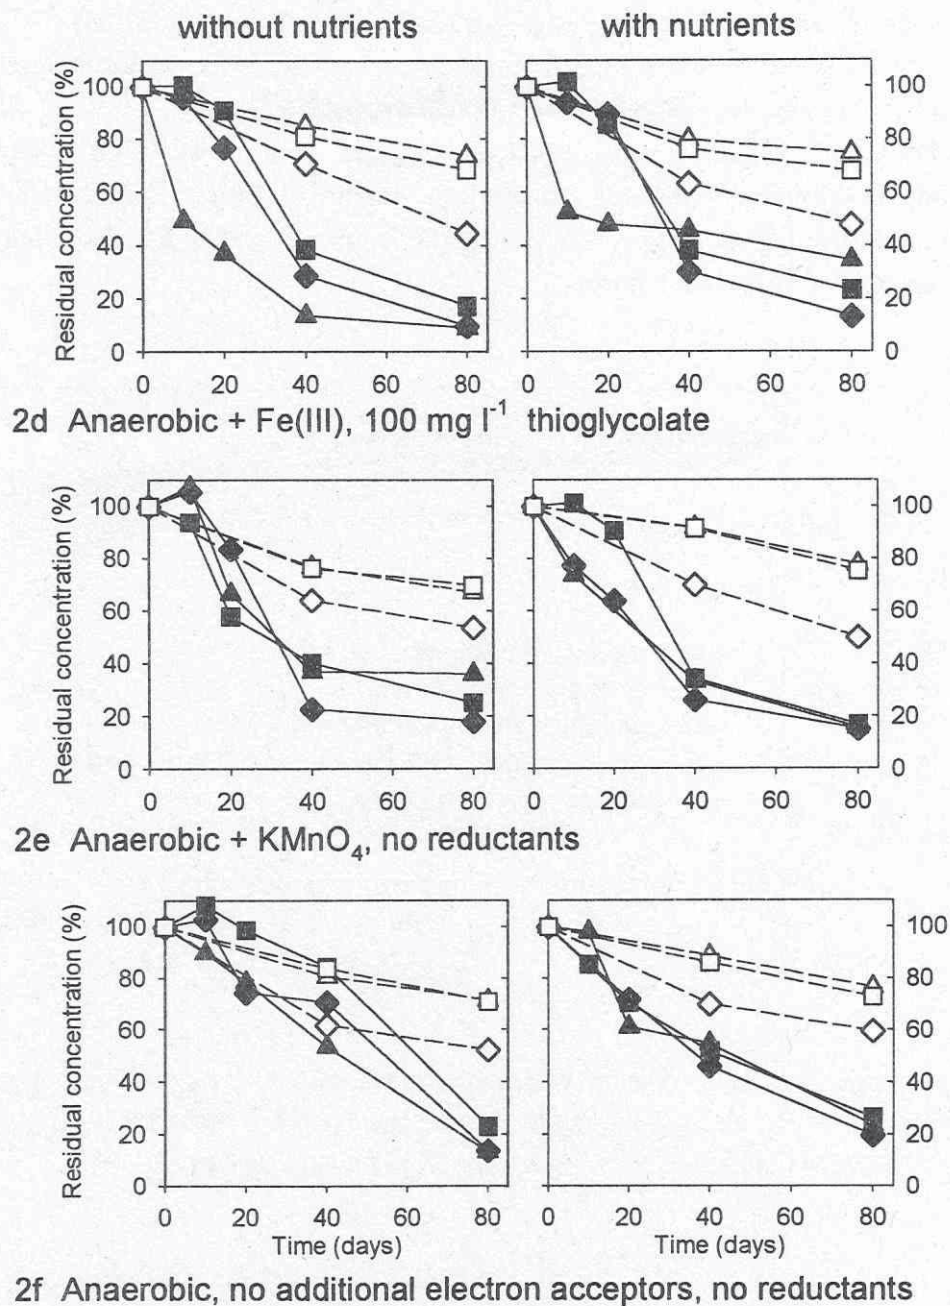 without nutrients
with nutrients
Residual concentration (%)
100
80
60
40
20
0
0 20 40 60 80
100
80
60
40
20
0
0 20 40 60 80
2d Anaerobic + Fe(III), 100 mg l⁻¹ thioglycolate
Residual concentration (%)
100
80
60
40
20
0
0 20 40 60 80
100
80
60
40
20
0
0 20 40 60 80
2e Anaerobic + KMnO₄, no reductants
Residual concentration (%)
100
80
60
40
20
0
0 20 40 60 80
Time (days)
100
80
60
40
20
0
0 20 40 60 80
Time (days)
2f Anaerobic, no additional electron acceptors, no reductants